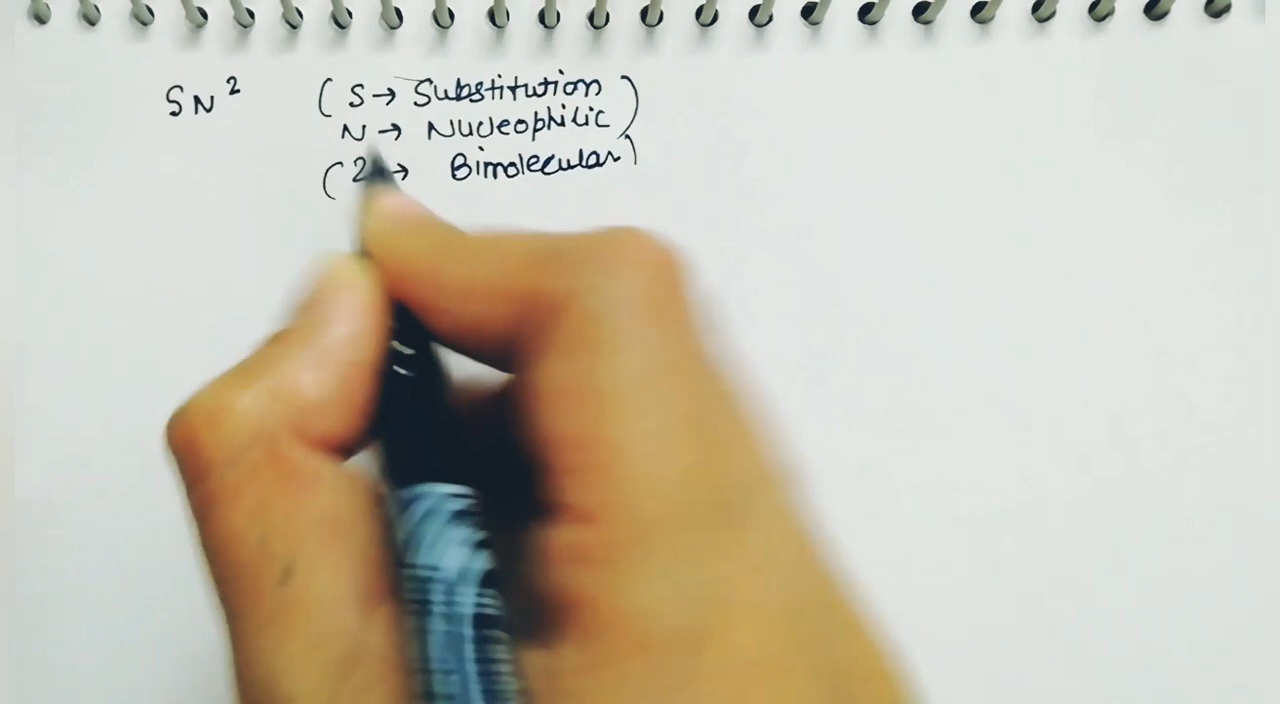 SN² (S → Substitution
N → Nucleophilic)
(2 → Bimolecular)